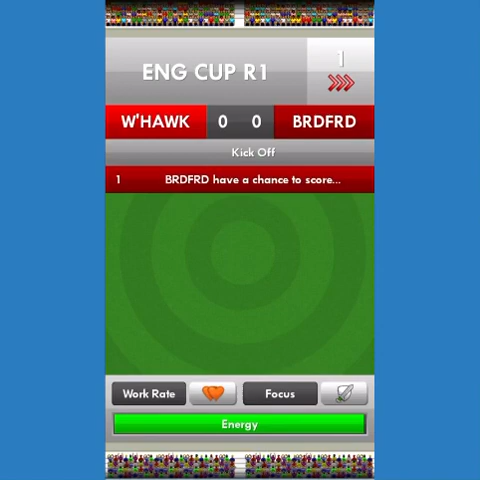 ENG CUP R1
1
W'HAWK 0 0 BRDFRD
Kick Off
1 BRDFRD have a chance to score...
Work Rate Focus
Energy